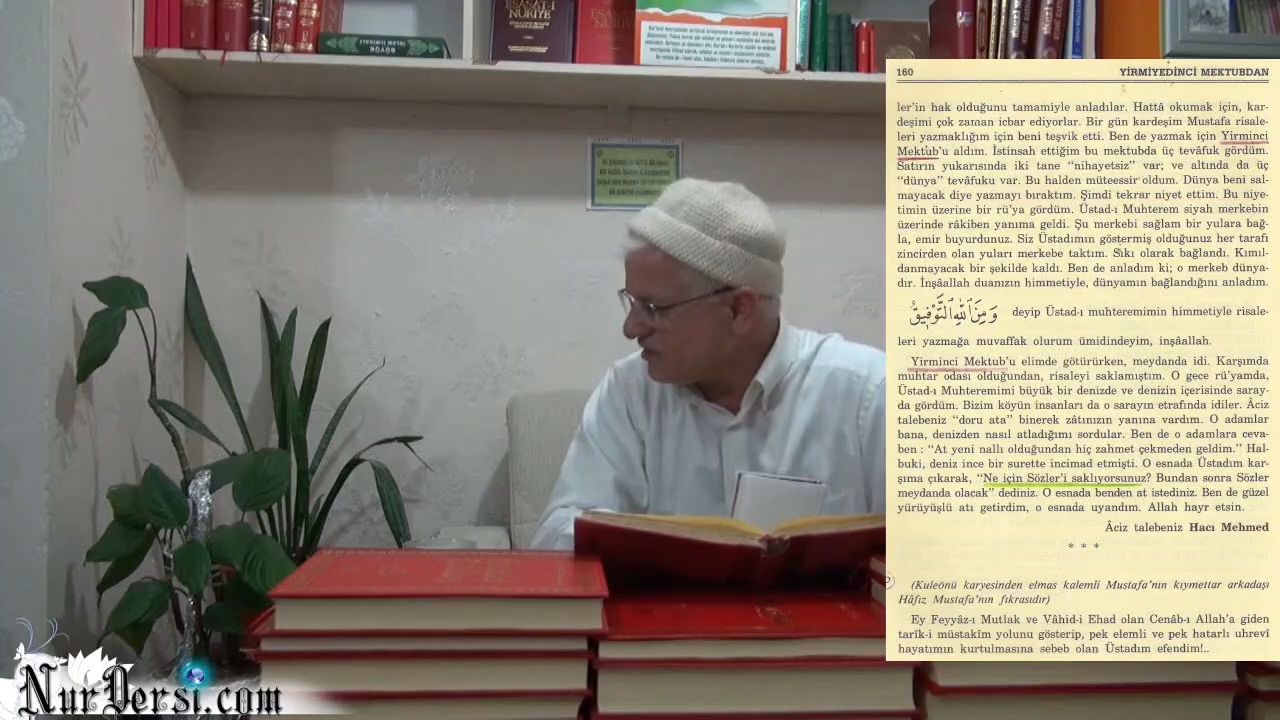 160 YİRMİYEDİNCİ MEKTUBDAN
ler'in hak olduğunu tamamiyle anladılar. Hattâ okumak için, kar-
deşimi çok zaman icbar ediyorlar. Bir gün kardeşim Mustafa risale-
leri yazmaklığım için beni teşvik etti. Ben de yazmak için Yirminci
Mektub'u aldım. İstinsah ettiğim bu mektubda üç tevâfuk gördüm.
Satırın yukarısında iki tane “nihayetsiz” var; ve altında da üç
“dünya” tevâfuku var. Bu halden müteessir oldum. Dünya beni sal-
mayacak diye yazmayı bıraktım. Şimdi tekrar niyet ettim. Bu niye-
timin üzerine bir rü'ya gördüm. Üstad-ı Muhterem siyah merkebin
üzerinde râkiben yanıma geldi. Şu merkebi sağlam bir yulara bağ-
la, emir buyurdunuz. Siz Üstadımın göstermiş olduğunuz her tarafı
zincirden olan yuları merkebe taktım. Sıkı olarak bağlandı. Kımıl-
danmayacak bir şekilde kaldı. Ben de anladım ki; o merkeb dünya-
dır. İnşâallah duanızın himmetiyle, dünyamın bağlandığını anladım.
وَمِنَ اللّٰهِ التَّوْفِيقُ deyip Üstad-ı muhteremimin himmetiyle risale-
leri yazmağa muvaffak olurum ümidindeyim, inşâallah.
Yirminci Mektub'u elimde götürürken, meydanda idi. Karşımda
muhtar odası olduğundan, risaleyi saklamıştım. O gece rü'yamda,
Üstad-ı Muhteremimi büyük bir denizde ve denizin içerisinde saray-
da gördüm. Bizim köyün insanları da o sarayın etrafında idiler. Âciz
talebeniz “doru ata” binerek zâtınızın yanına vardım. O adamlar
bana, denizden nasıl atladığımı sordular. Ben de o adamlara ceva-
ben : “At yeni nallı olduğundan hiç zahmet çekmeden geldim.” Hal-
buki, deniz ince bir surette incimad etmişti. O esnada Üstadım kar-
şıma çıkarak, “Ne için Sözler'i saklıyorsunuz? Bundan sonra Sözler
meydanda olacak” dediniz. O esnada benden at istediniz. Ben de güzel
yürüyüşlü atı getirdim, o esnada uyandım. Allah hayr etsin.
Âciz talebeniz Hacı Mehmed
* * *
(Kuleönü karyesinden elmas kalemli Mustafa'nın kıymettar arkadaşı
Hâfız Mustafa'nın fıkrasıdır)
Ey Feyyâz-ı Mutlak ve Vâhid-i Ehad olan Cenâb-ı Allah'a giden
tarîk-i müstakîm yolunu gösterip, pek elemli ve pek hatarlı uhrevî
hayatımın kurtulmasına sebeb olan Üstadım efendim!..
NurDersi.com